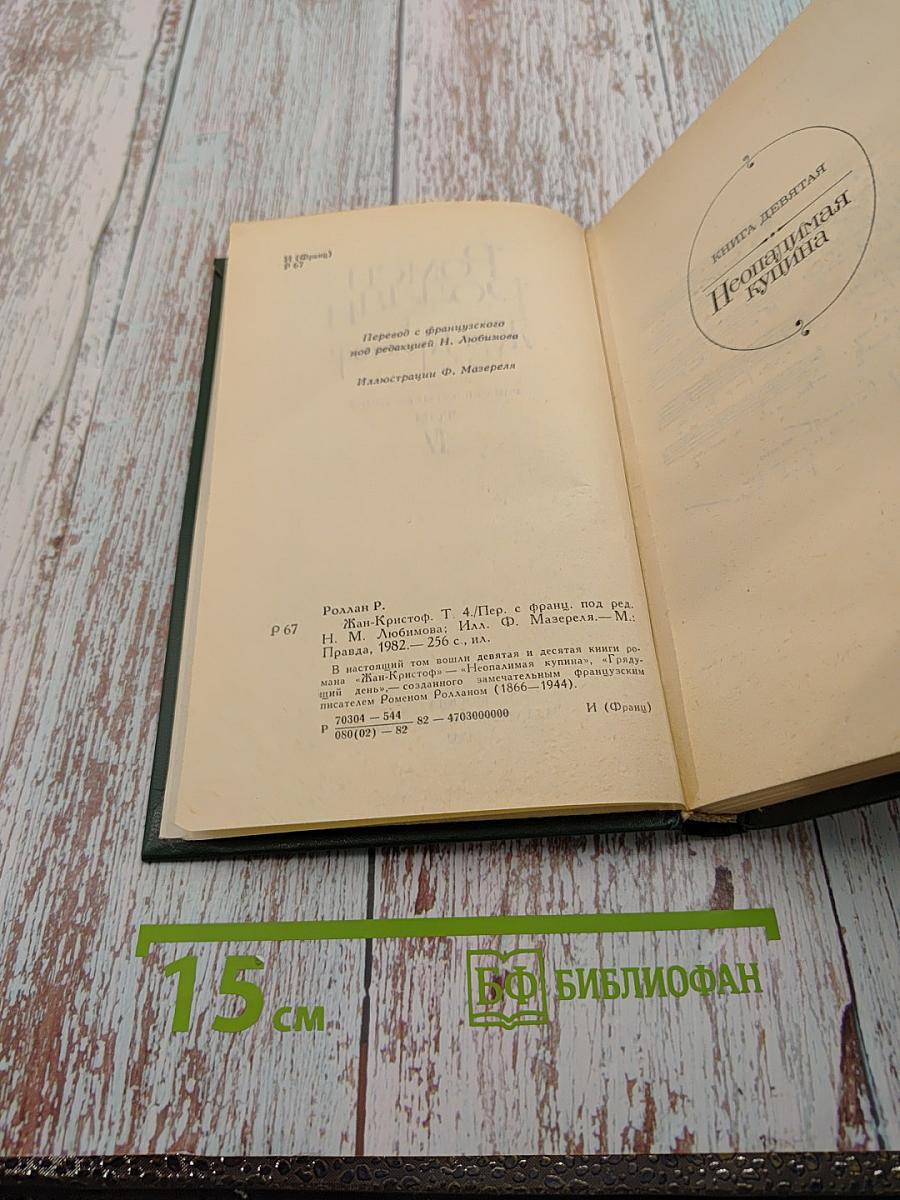 И (Франц)
Р 67
Перевод с французского
под редакцией Н. Любимова
Иллюстрации Ф. Мазереля
Роллан Р.
Р 67
Жан-Кристоф. Т. 4./Пер. с франц. под ред.
Н. М. Любимова; Илл. Ф. Мазереля.— М.:
Правда, 1982.— 256 с., ил.
В настоящий том вошли девятая и десятая книги ро-
мана «Жан-Кристоф» — «Неопалимая купина», «Гряду-
щий день»,— созданного замечательным французским
писателем Роменом Ролланом (1866—1944).
Р 70304 — 544
080(02) — 82
82 — 4703000000
И (Франц)
КНИГА ДЕВЯТАЯ
Неопалимая
купина
15 см
БФ БИБЛИОФАН